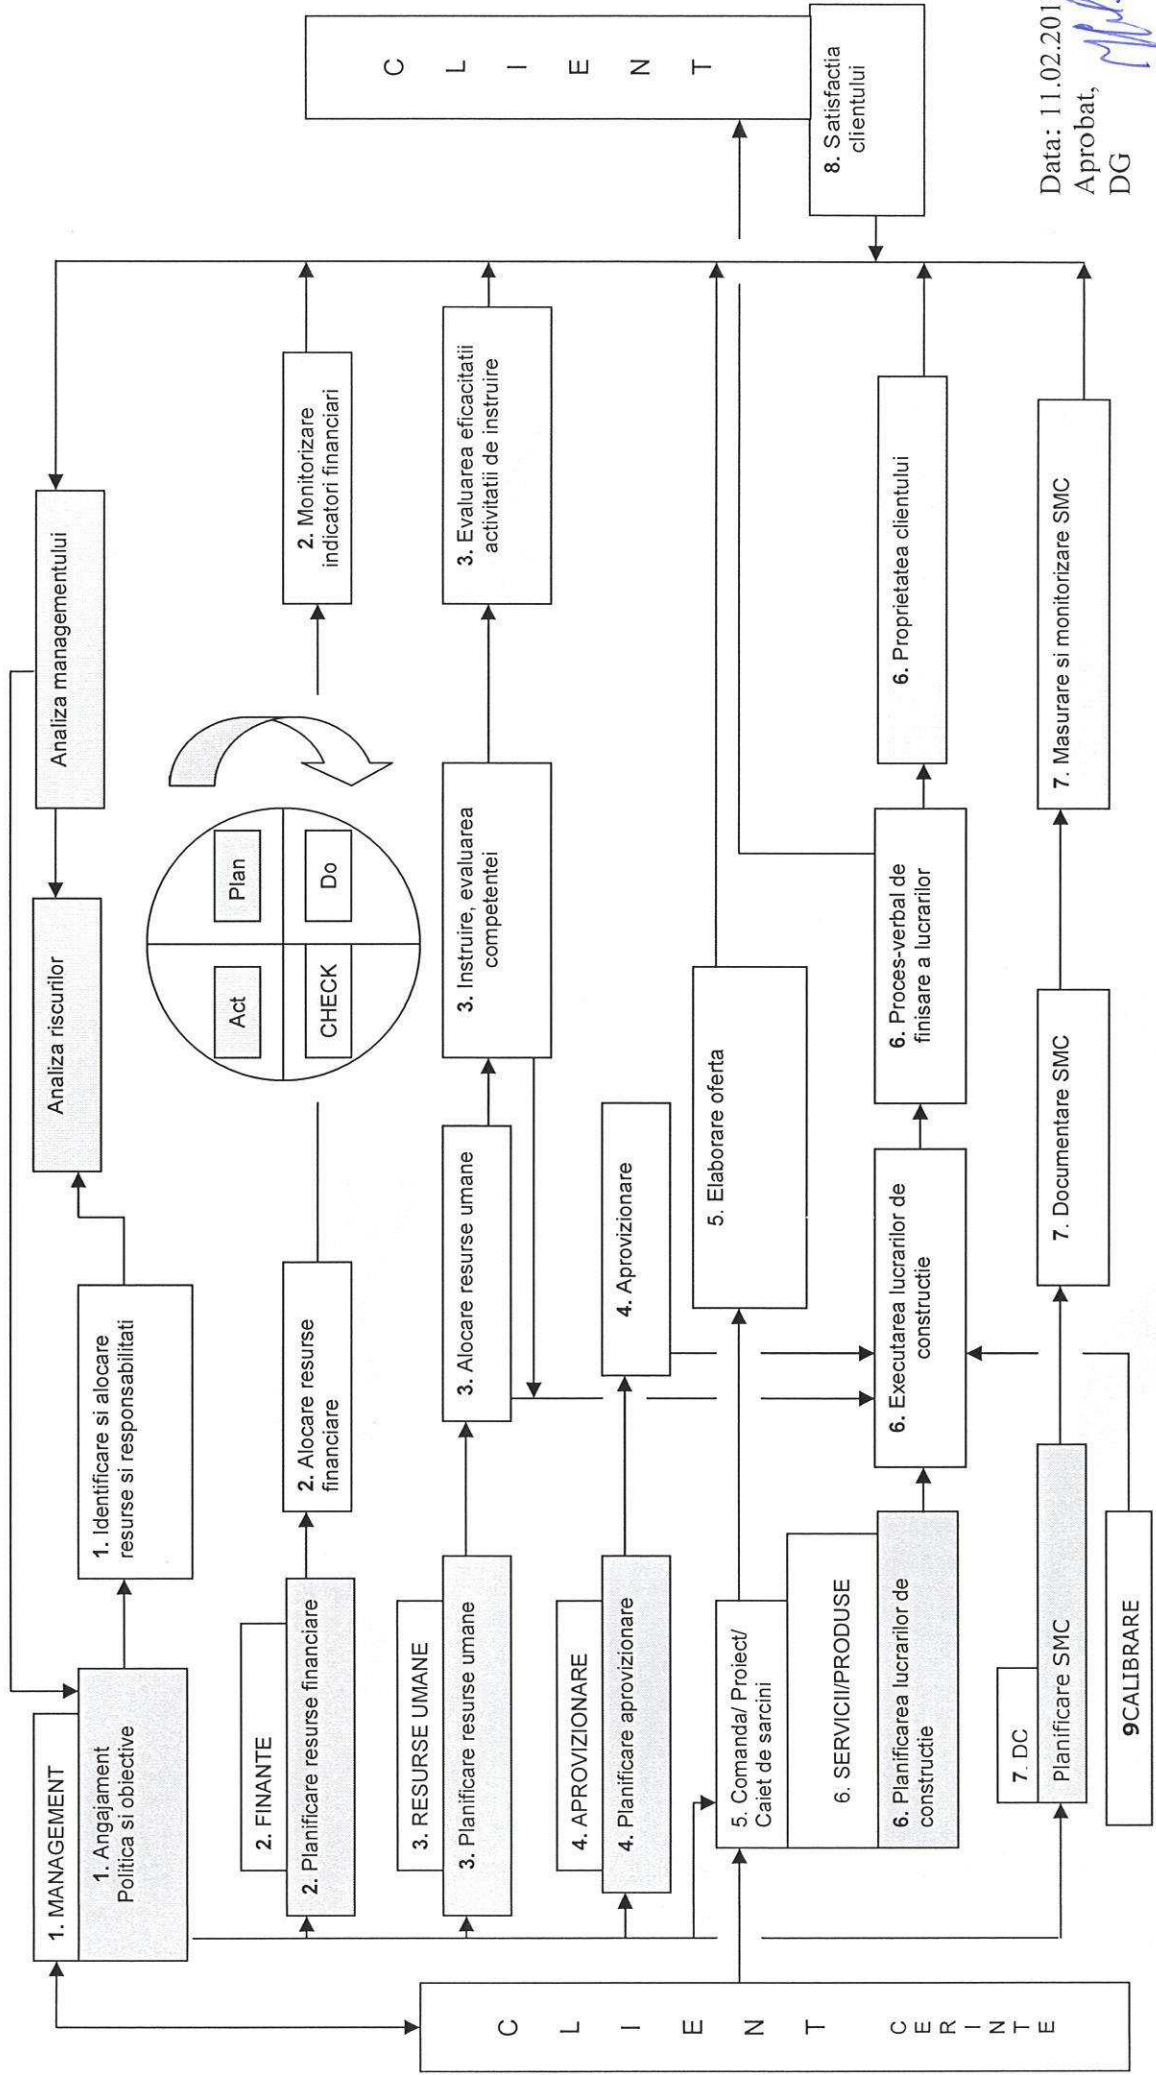 1. MANAGEMENT
1. Angajament
Politica si obiective
1. Identificare si alocare
resurse si responsabilitati
Analiza riscurilor
Analiza managementului
2. FINANTE
2. Planificare resurse financiare
2. Alocare resurse
financiare
Act
Plan
CHECK
Do
2. Monitorizare
indicatori financiari
3. RESURSE UMANE
3. Planificare resurse umane
3. Alocare resurse umane
3. Instruire, evaluarea
competentei
3. Evaluarea eficacitatii
activitatii de instruire
4. APROVIZIONARE
4. Planificare aprovizionare
4. Aprovizionare
5. Comanda/ Proiect/
Caiet de sarcini
5. Elaborare oferta
6. SERVICII/PRODUSE
6. Planificarea lucrarilor de
constructie
6. Executarea lucrarilor de
constructie
6. Proces-verbal de
finisare a lucrarilor
6. Proprietatea clientului
7. DC
Planificare SMC
7. Documentare SMC
7. Masurare si monitorizare SMC
9CALIBRARE
CLIENT
CERINTE
CLIENT
8. Satisfactia
clientului
Data: 11.02.201
Aprobat,
DG